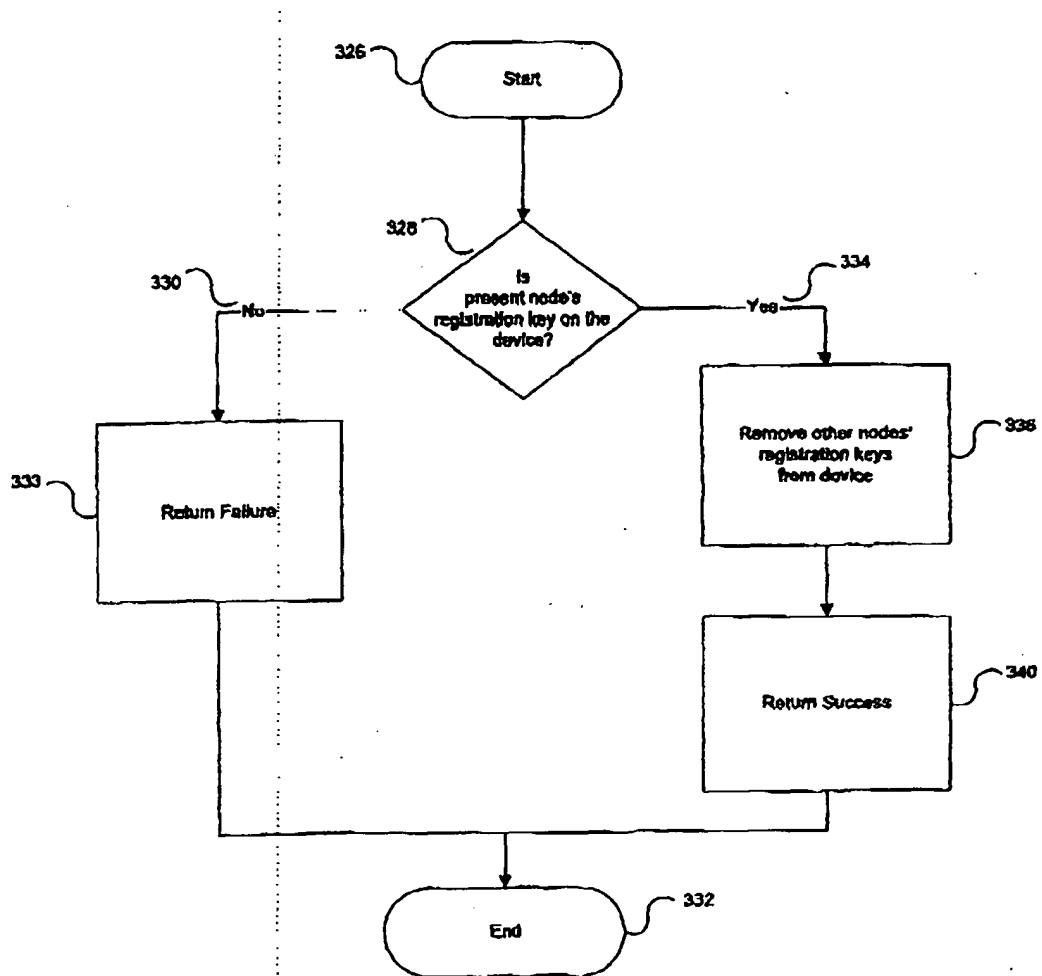 326
Start
328
Is
present node's
registration key on the
device?
330
No
334
Yes
333
Return Failure
Remove other nodes'
registration keys
from device
336
Return Success
340
End
332